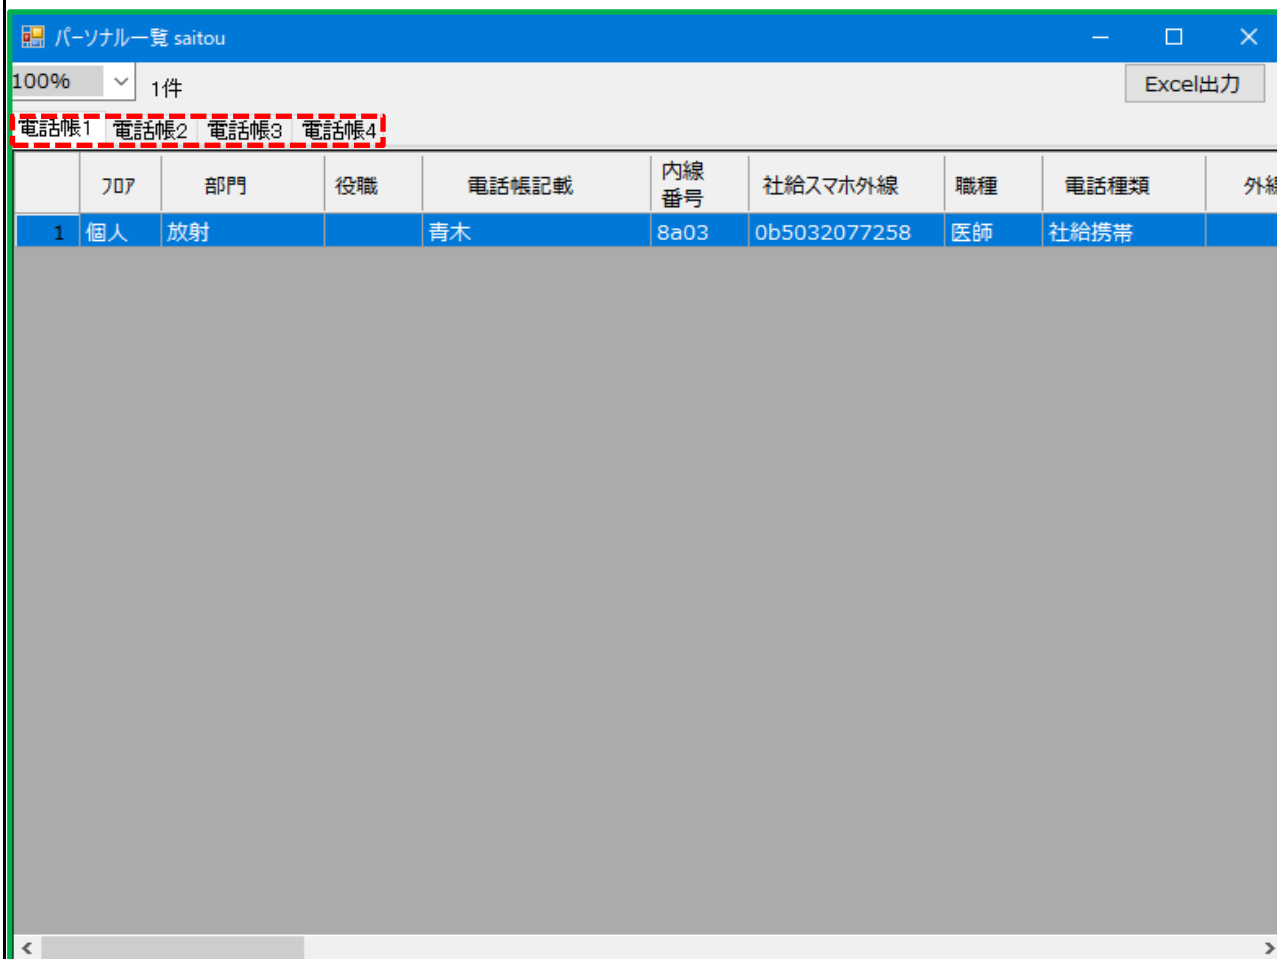 パーソナル一覧 saitou
100% 1件 Excel出力
電話帳1 電話帳2 電話帳3 電話帳4
ﾌﾛｱ 部門 役職 電話帳記載 内線番号 社給スマホ外線 職種 電話種類 外線
1 個人 放射 青木 8a03 0b5032077258 医師 社給携帯